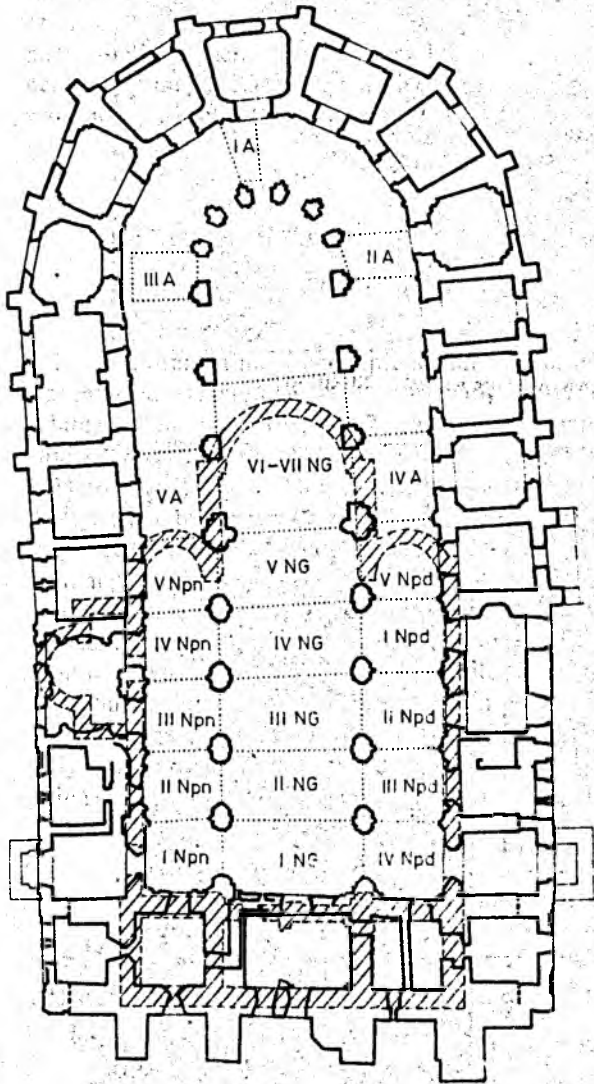 I A
II A
III A
VI–VII NG
IV A
V A
V NG
V Npn
V Npd
IV Npn
IV NG
I Npd
III Npn
III NG
Ii Npd
II Npn
II NG
III Npd
I Npn
I NG
IV Npd